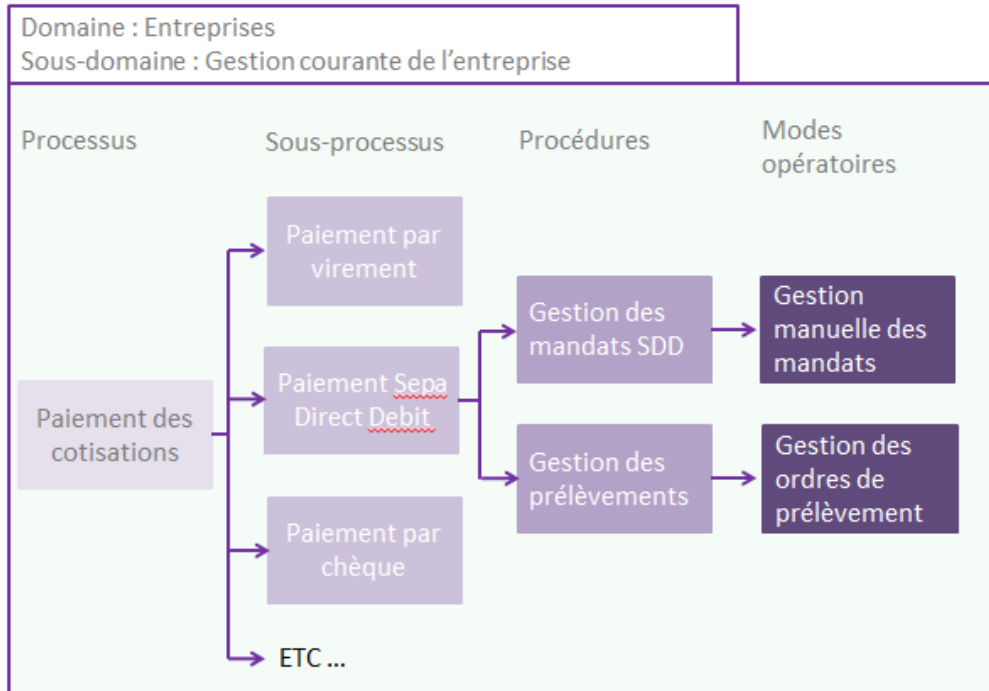 Domaine : Entreprises
Sous-domaine : Gestion courante de l'entreprise
Processus
Sous-processus
Procédures
Modes
opératoires
Paiement des
cotisations
Paiement par
virement
Paiement Sepa
Direct Debit
Paiement par
chèque
ETC ...
Gestion des
mandats SDD
Gestion des
prélèvements
Gestion
manuelle des
mandats
Gestion des
ordres de
prélèvement